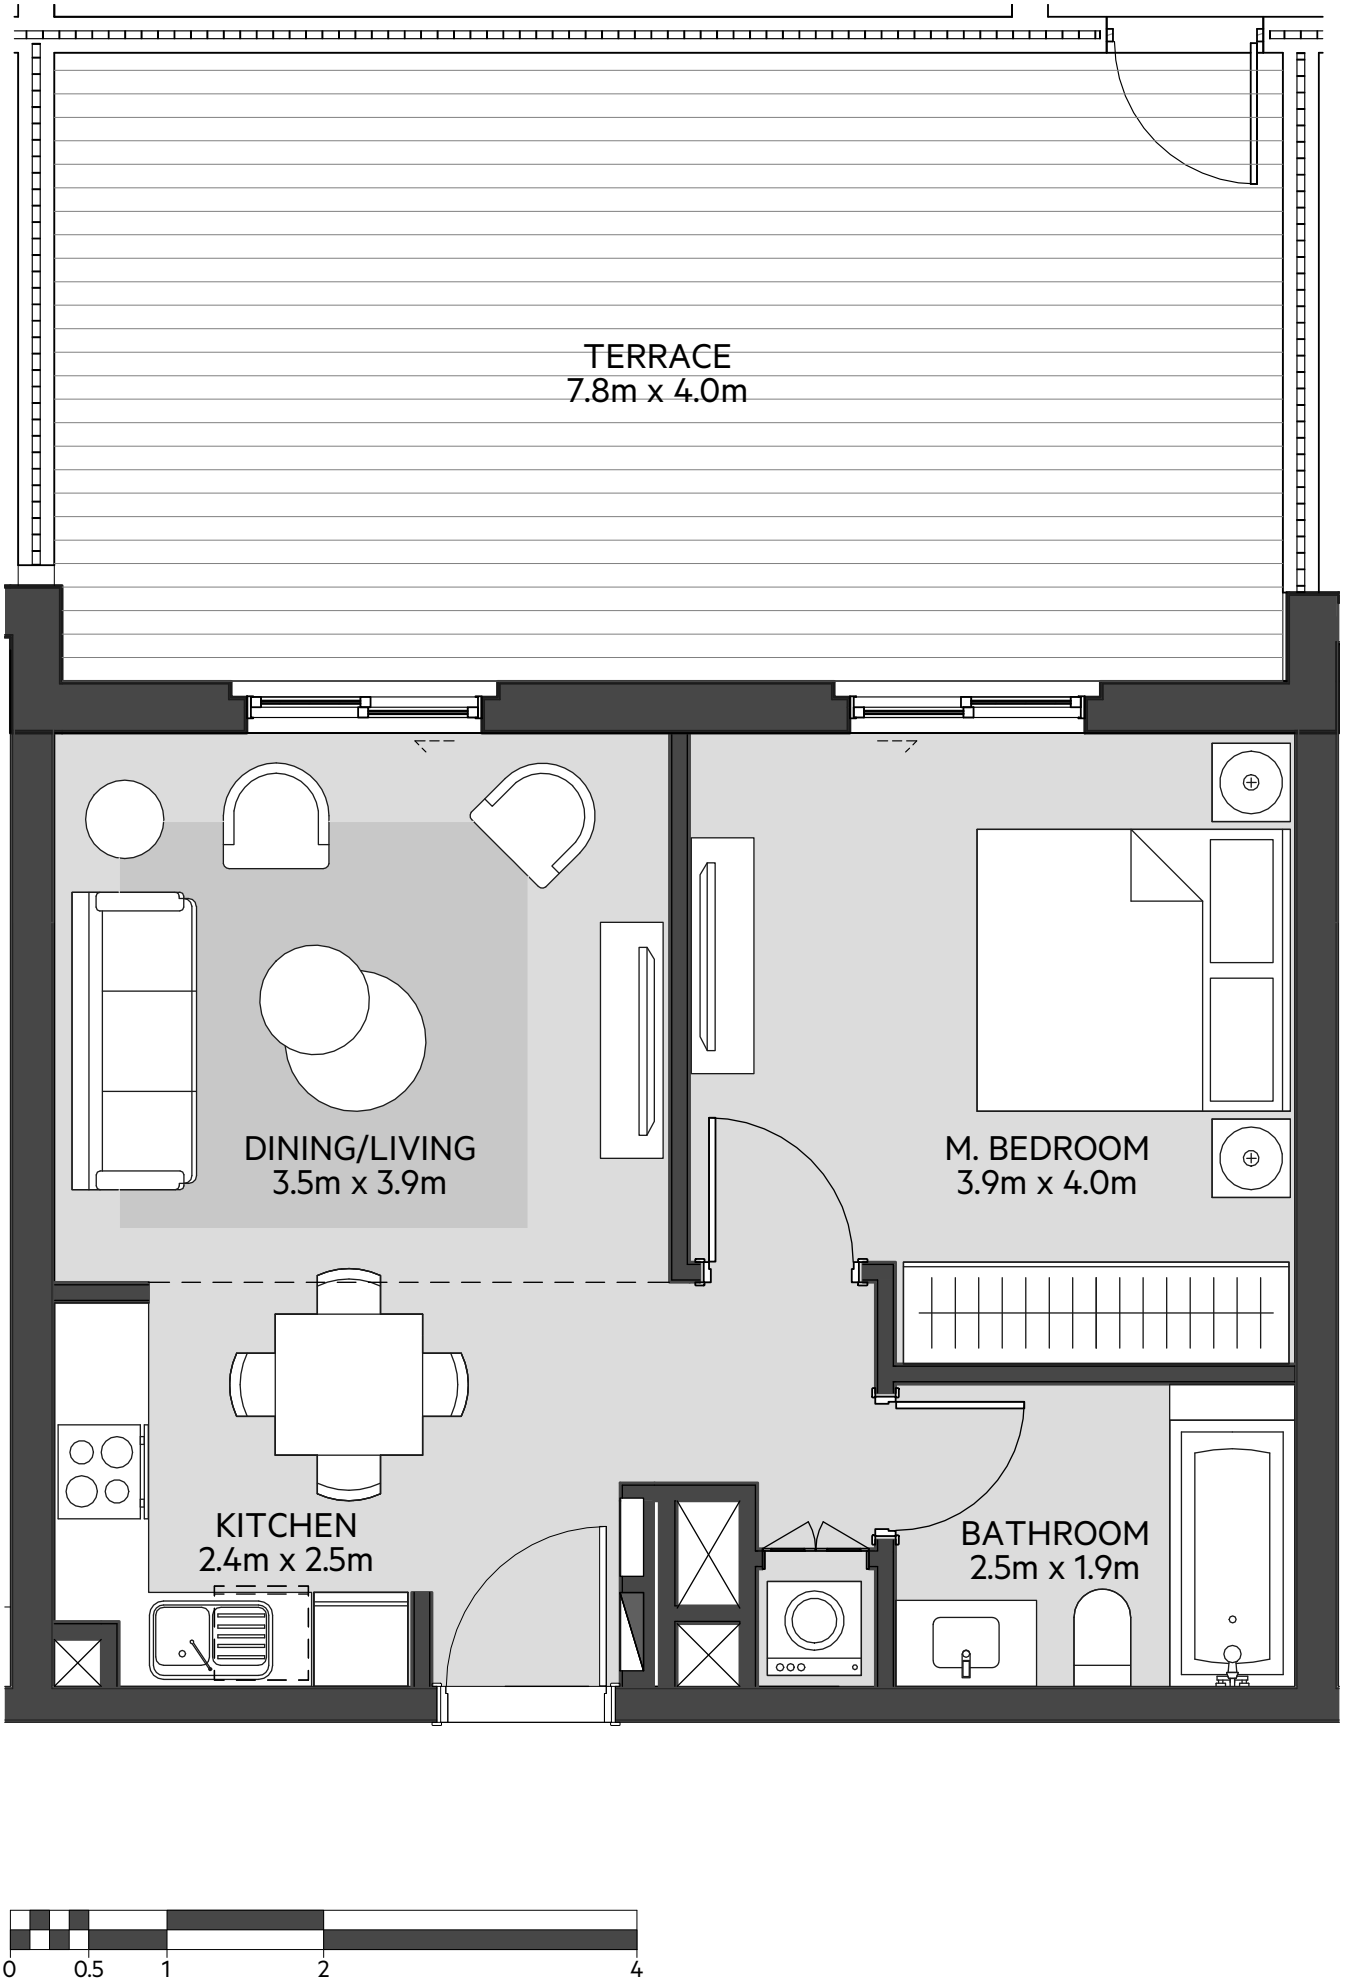 TERRACE
7.8m x 4.0m
DINING/LIVING
3.5m x 3.9m
M. BEDROOM
3.9m x 4.0m
KITCHEN
2.4m x 2.5m
BATHROOM
2.5m x 1.9m
0 0.5 1 2 4